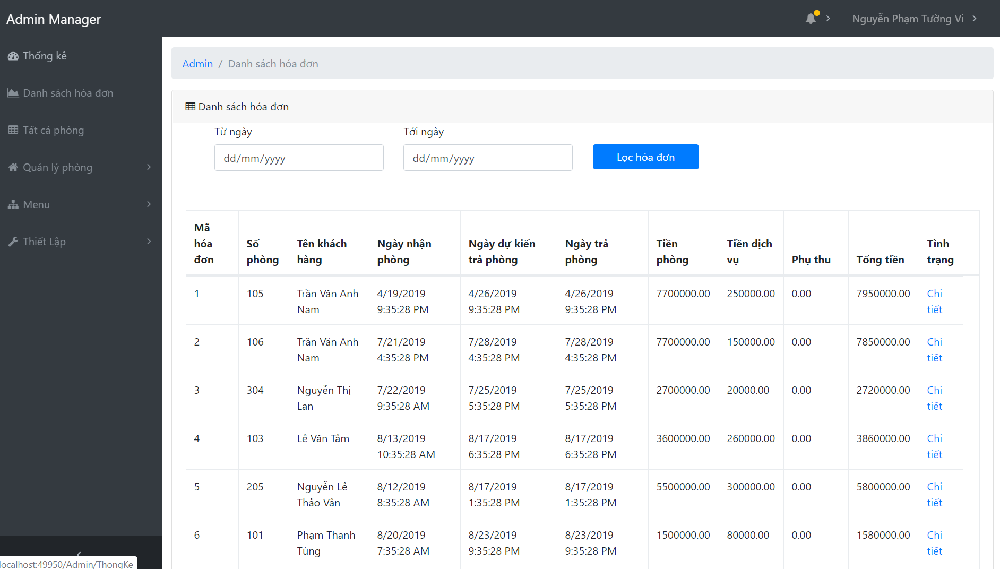 Admin Manager
Nguyễn Phạm Tường Vi
Thống kê
Danh sách hóa đơn
Tất cả phòng
Quản lý phòng
Menu
Thiết Lập
localhost:49950/Admin/ThongKe
Admin / Danh sách hóa đơn
Danh sách hóa đơn
Từ ngày Tới ngày
dd/mm/yyyy dd/mm/yyyy Lọc hóa đơn
Mã
hóa Số Tên khách Ngày nhận Ngày dự kiến Ngày trả Tiền Tiền dịch Tình
đơn phòng hàng phòng trả phòng phòng phòng vụ Phụ thu Tổng tiền trạng
1 105 Trần Văn Anh 4/19/2019 4/26/2019 4/26/2019 7700000.00 250000.00 0.00 7950000.00 Chi
Nam 9:35:28 PM 9:35:28 PM 9:35:28 PM tiết
2 106 Trần Văn Anh 7/21/2019 7/28/2019 7/28/2019 7700000.00 150000.00 0.00 7850000.00 Chi
Nam 4:35:28 PM 4:35:28 PM 4:35:28 PM tiết
3 304 Nguyễn Thị 7/22/2019 7/25/2019 7/25/2019 2700000.00 20000.00 0.00 2720000.00 Chi
Lan 9:35:28 AM 5:35:28 PM 5:35:28 PM tiết
4 103 Lê Văn Tâm 8/13/2019 8/17/2019 8/17/2019 3600000.00 260000.00 0.00 3860000.00 Chi
10:35:28 AM 6:35:28 PM 6:35:28 PM tiết
5 205 Nguyễn Lê 8/12/2019 8/17/2019 8/17/2019 5500000.00 300000.00 0.00 5800000.00 Chi
Thảo Vân 8:35:28 AM 1:35:28 PM 1:35:28 PM tiết
6 101 Phạm Thanh 8/20/2019 8/23/2019 8/23/2019 1500000.00 80000.00 0.00 1580000.00 Chi
Tùng 7:35:28 AM 9:35:28 PM 9:35:28 PM tiết